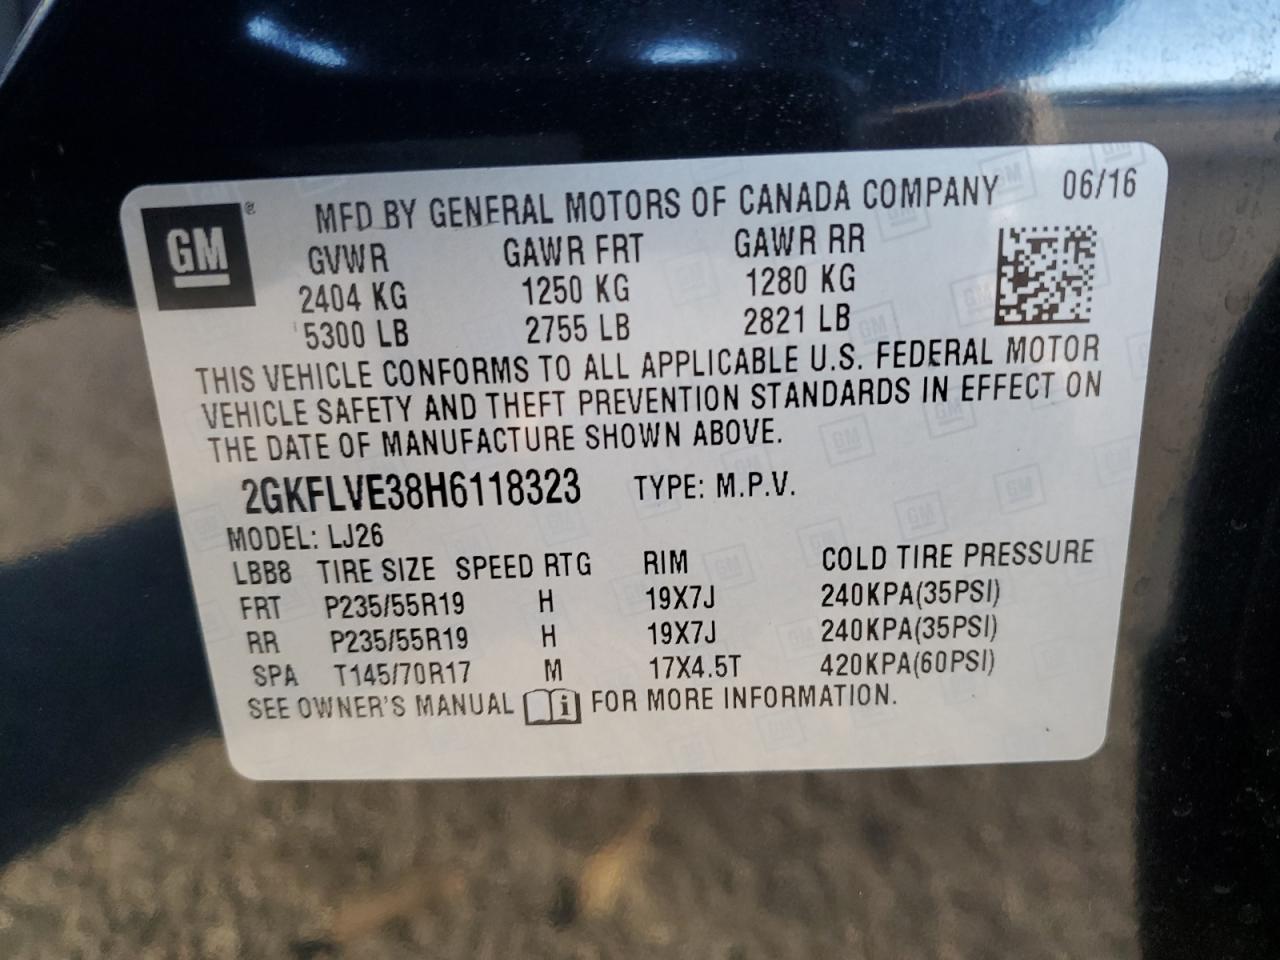 GM ® MFD BY GENERAL MOTORS OF CANADA COMPANY 06/16
GVWR GAWR FRT GAWR RR
2404 KG 1250 KG 1280 KG
5300 LB 2755 LB 2821 LB
THIS VEHICLE CONFORMS TO ALL APPLICABLE U.S. FEDERAL MOTOR
VEHICLE SAFETY AND THEFT PREVENTION STANDARDS IN EFFECT ON
THE DATE OF MANUFACTURE SHOWN ABOVE.
2GKFLVE38H6118323 TYPE: M.P.V.
MODEL: LJ26
LBB8 TIRE SIZE SPEED RTG RIM COLD TIRE PRESSURE
FRT P235/55R19 H 19X7J 240KPA(35PSI)
RR P235/55R19 H 19X7J 240KPA(35PSI)
SPA T145/70R17 M 17X4.5T 420KPA(60PSI)
SEE OWNER'S MANUAL i FOR MORE INFORMATION.